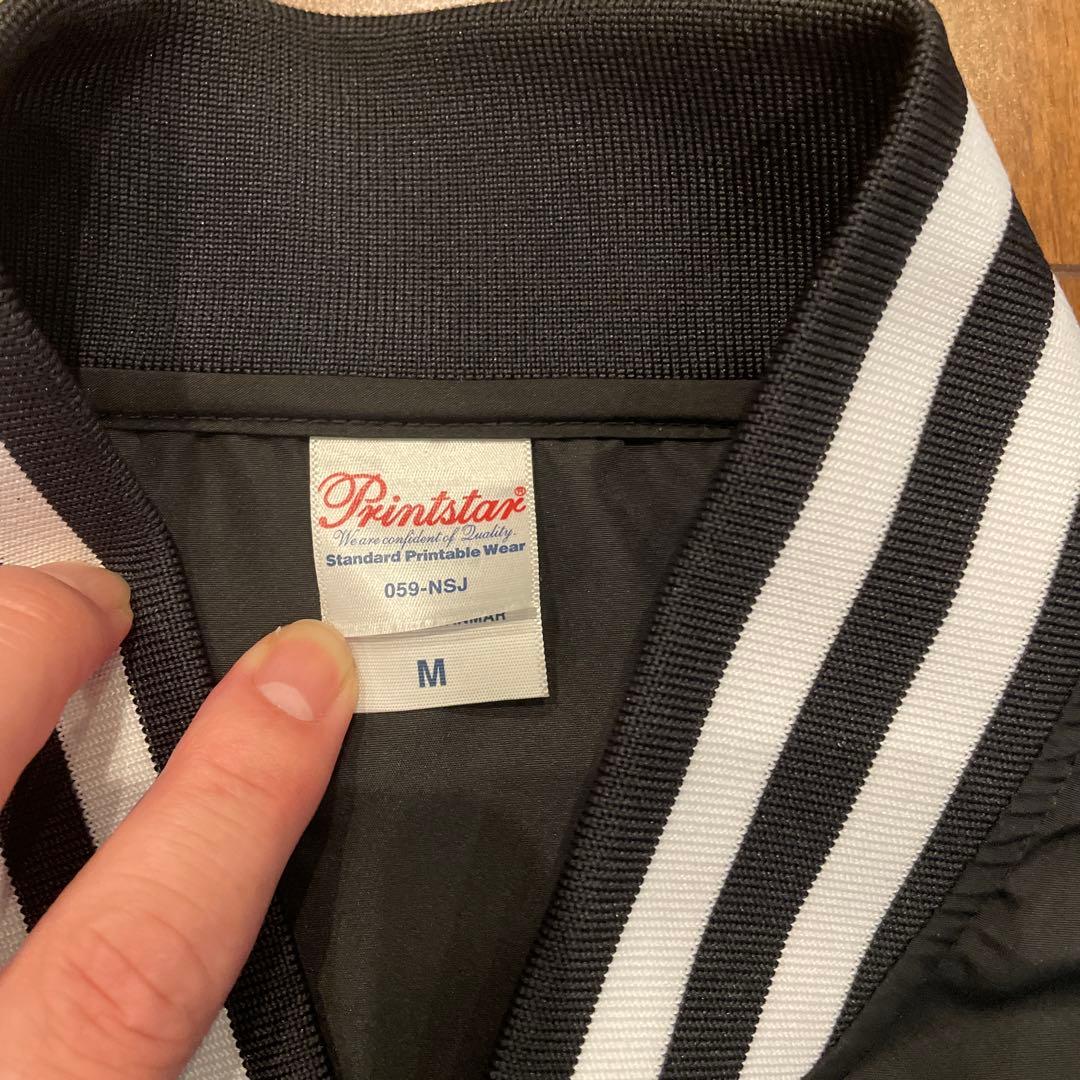 Printstar®
We are confident of Quality.
Standard Printable Wear
059-NSJ
M